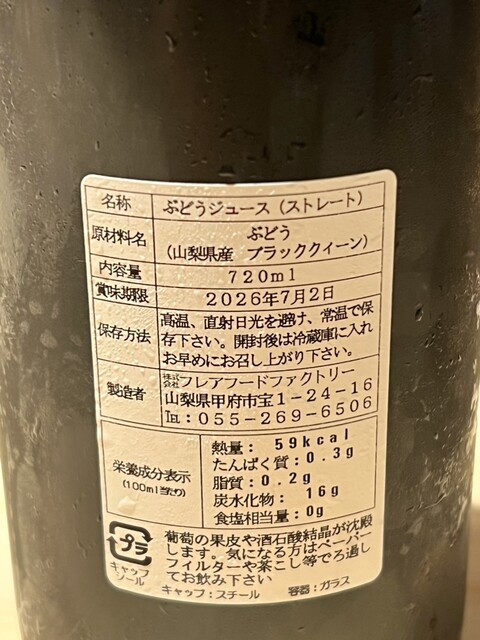 名称 ぶどうジュース（ストレート）
原材料名 ぶどう
（山梨県産 ブラッククィーン）
内容量 720ml
賞味期限 2026年7月2日
保存方法 高温、直射日光を避け、常温で保
存下さい。開封後は冷蔵庫に入れ
お早めにお召し上がり下さい。
製造者 株式会社フレアフードファクトリー
山梨県甲府市宝1-24-16
TEL:055-269-6506
栄養成分表示
(100ml当り)
熱量: 59kcal
たんぱく質:0.3g
脂質:0.2g
炭水化物: 16g
食塩相当量:0g
プラ
キャップ
シール
葡萄の果皮や酒石酸結晶が沈殿
します。気になる方はペーパー
フィルターや茶こし等でろ過し
てお飲み下さい
キャップ:スチール 容器:ガラス